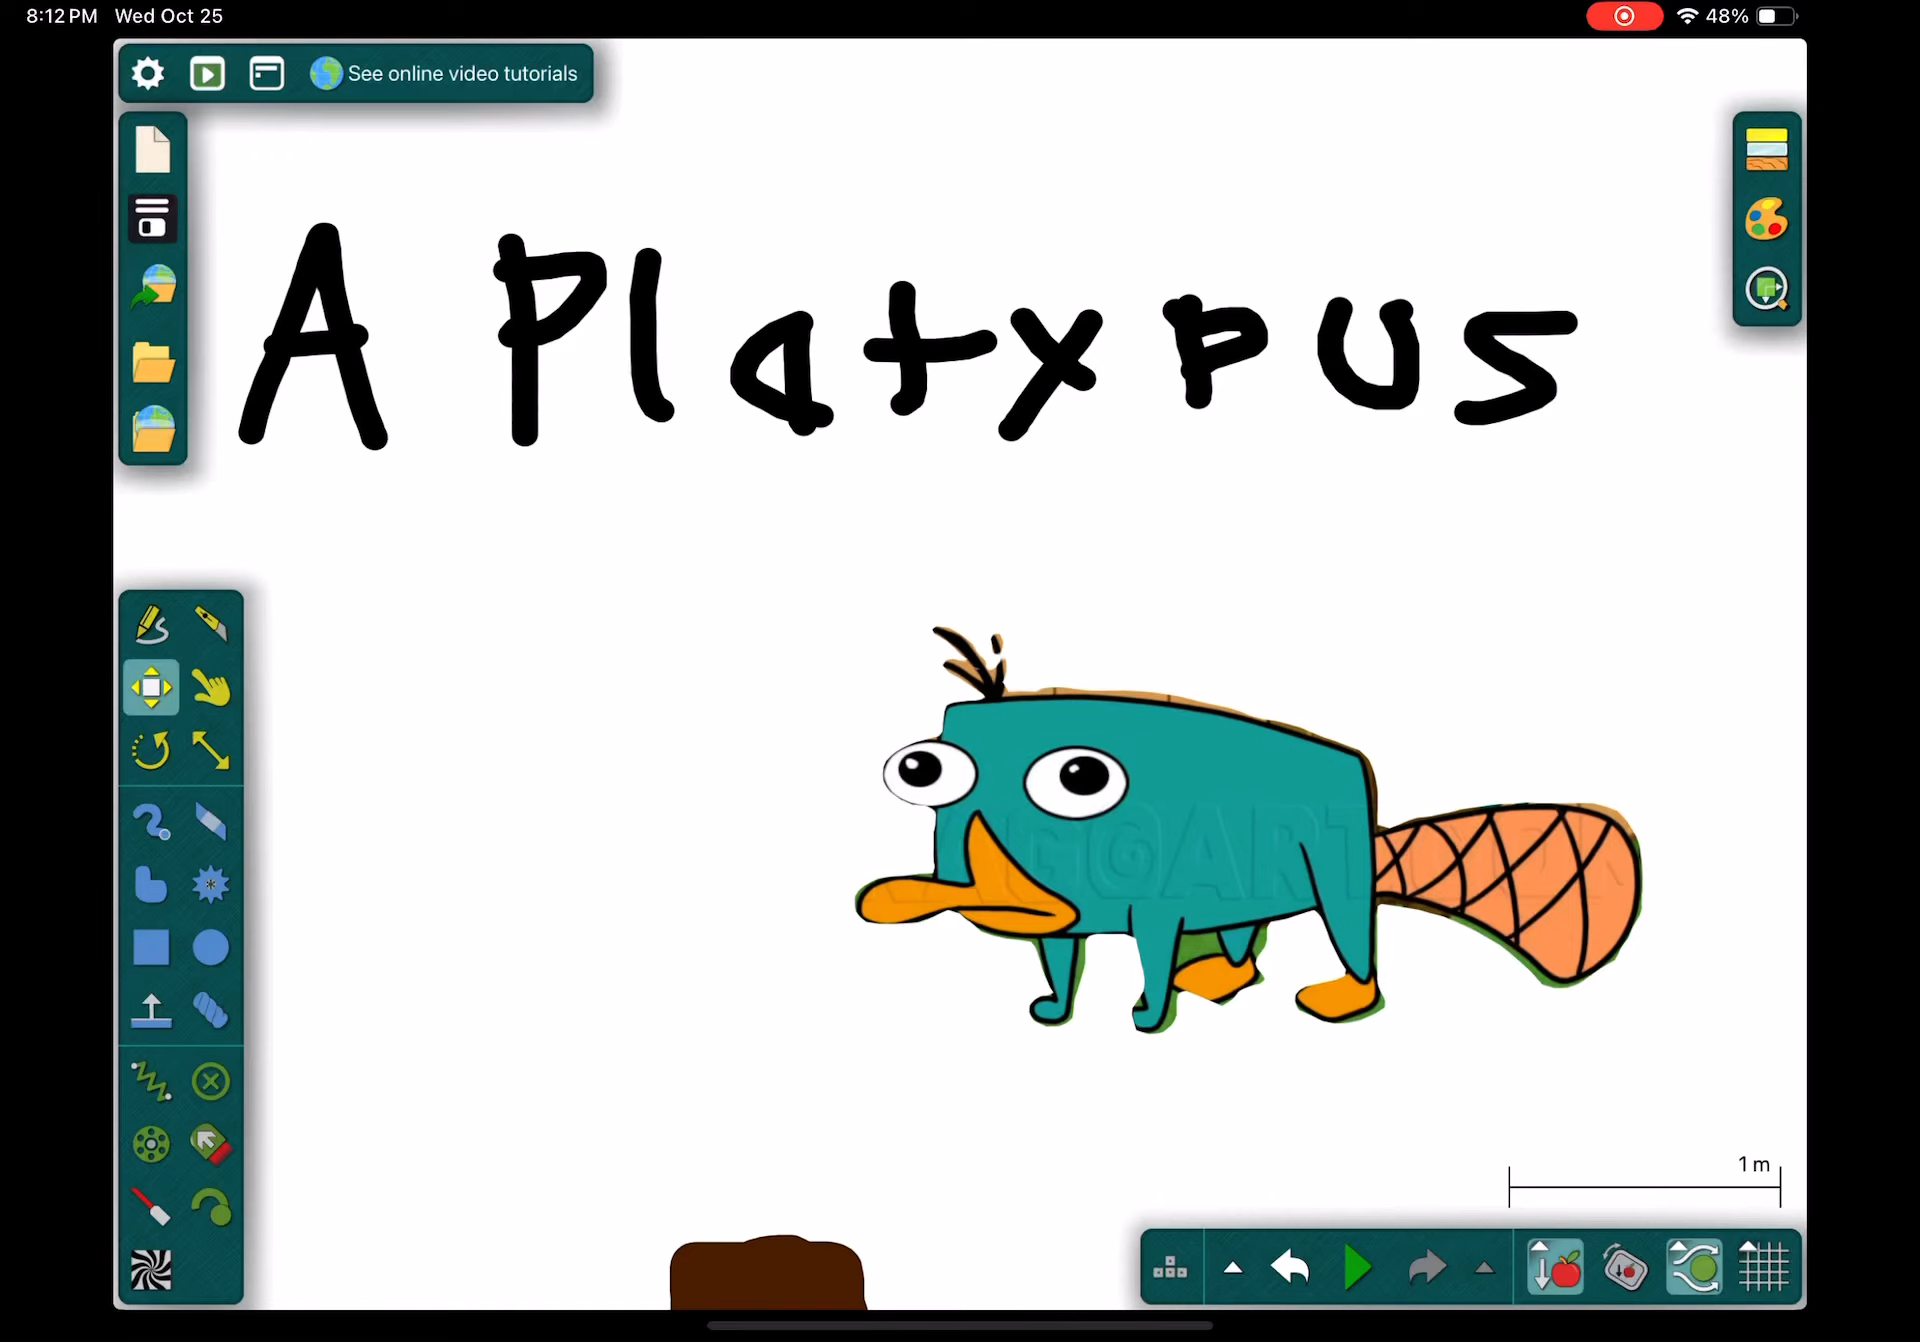 8:12 PM Wed Oct 25
48%
See online video tutorials
A Platypus
1 m